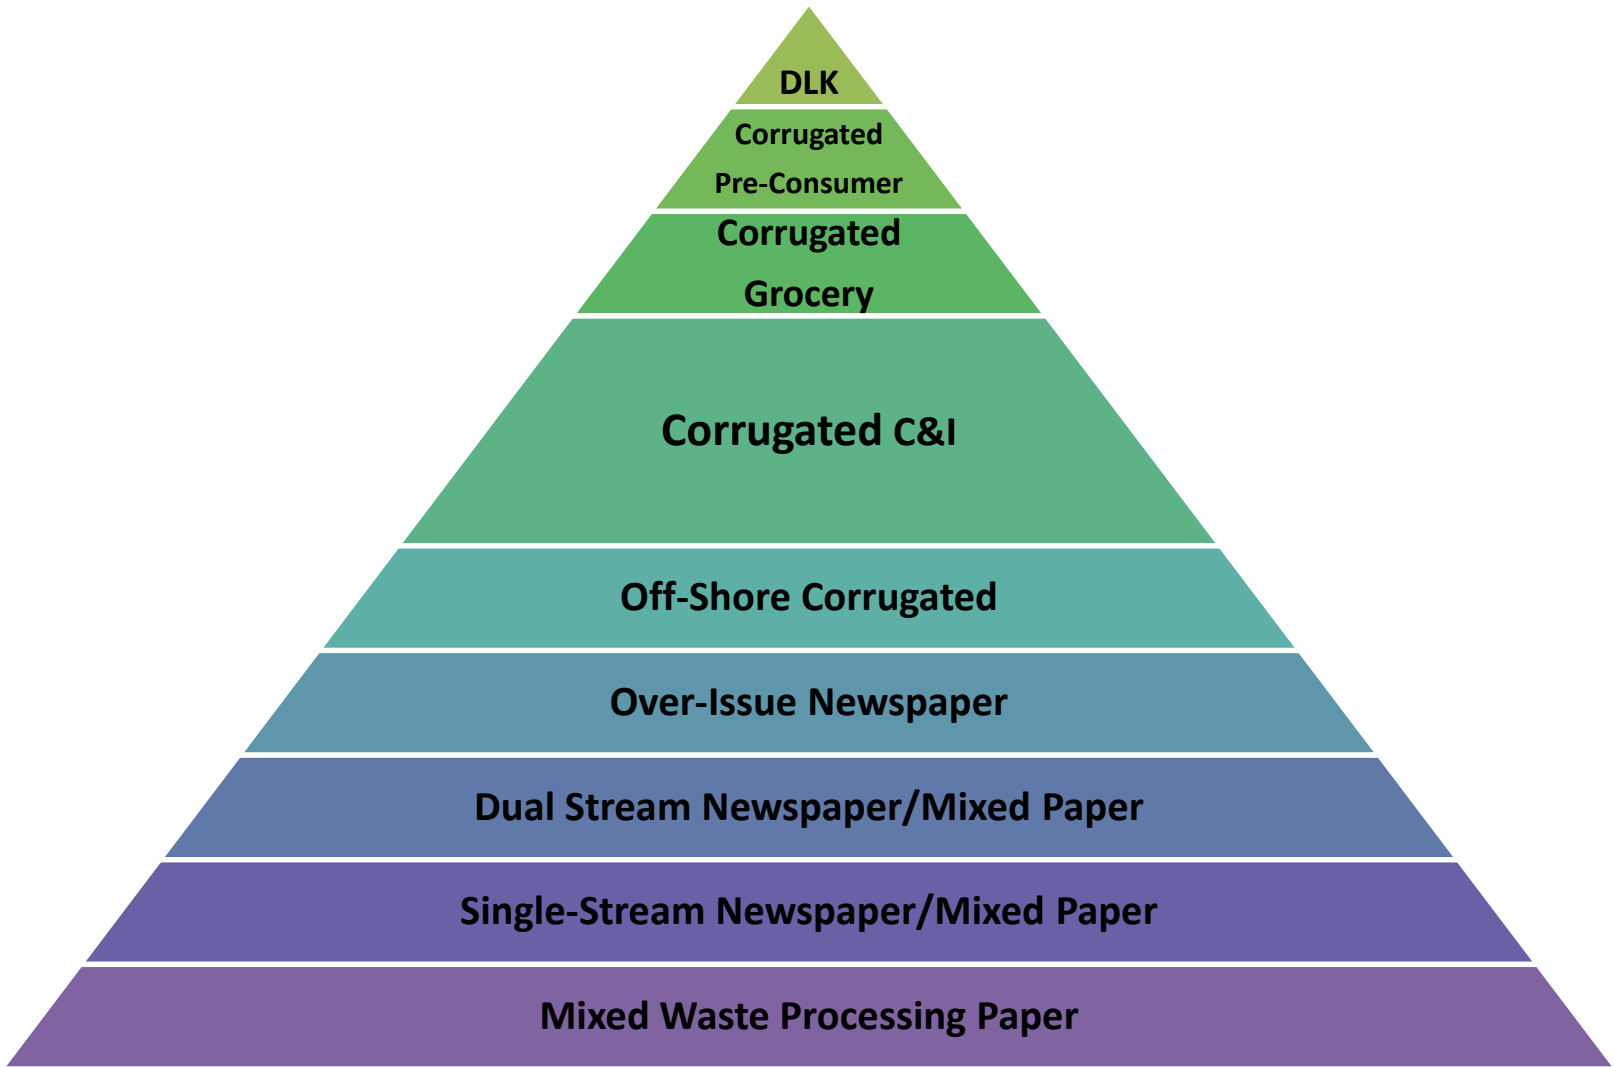 DLK
Corrugated
Pre-Consumer
Corrugated
Grocery
Corrugated C&I
Off-Shore Corrugated
Over-Issue Newspaper
Dual Stream Newspaper/Mixed Paper
Single-Stream Newspaper/Mixed Paper
Mixed Waste Processing Paper